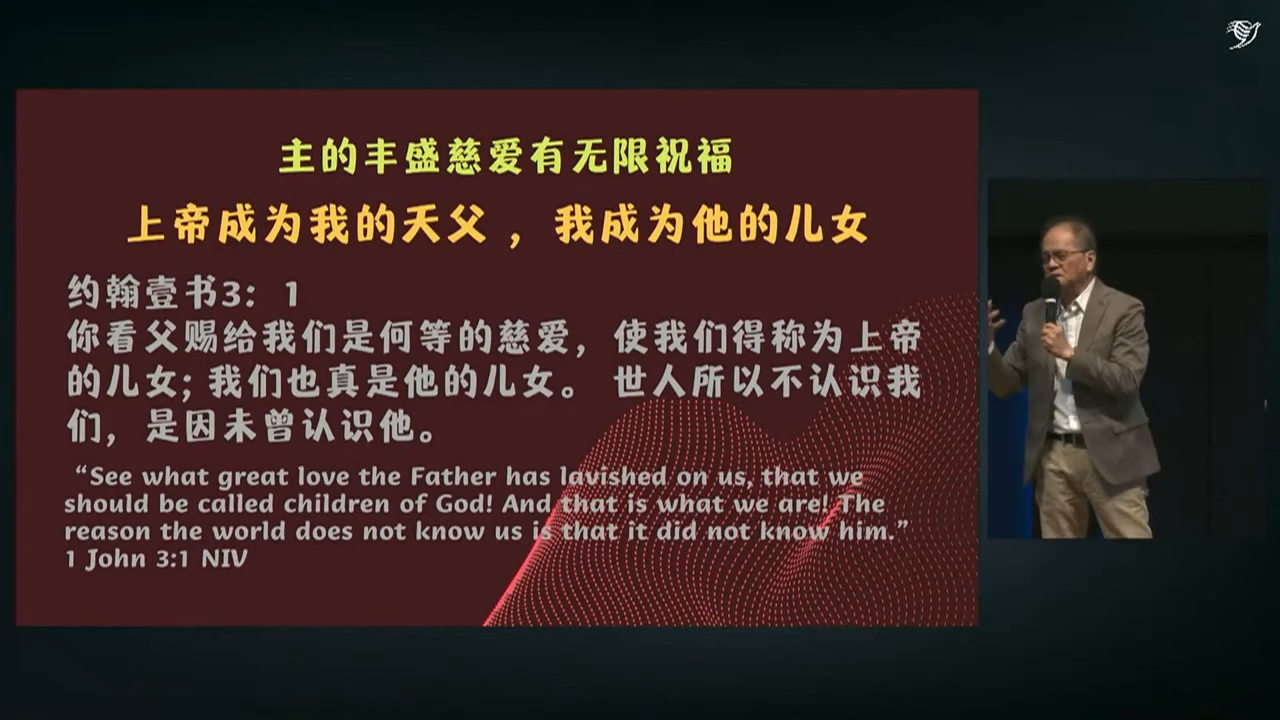 主的丰盛慈爱有无限祝福
上帝成为我的天父，我成为他的儿女
约翰壹书3：1
你看父赐给我们是何等的慈爱，使我们得称为上帝
的儿女; 我们也真是他的儿女。世人所以不认识我
们，是因未曾认识他。
“See what great love the Father has lavished on us, that we
should be called children of God! And that is what we are! The
reason the world does not know us is that it did not know him.”
1 John 3:1 NIV